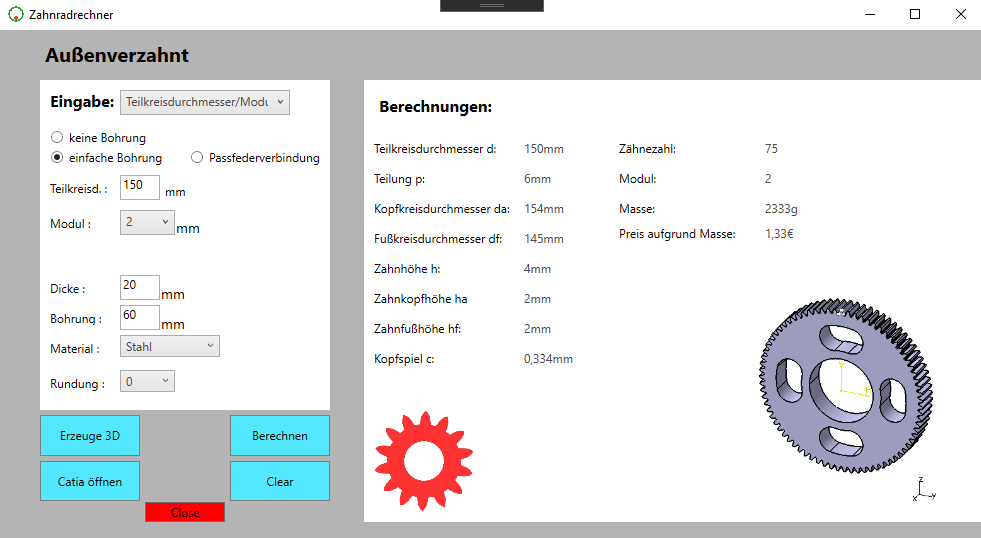 Zahnradrechner
Außenverzahnt
Eingabe: Teilkreisdurchmesser/Modu
keine Bohrung
einfache Bohrung Passfederverbindung
Teilkreisd. : 150 mm
Modul : 2 mm
Dicke : 20 mm
Bohrung : 60 mm
Material : Stahl
Rundung : 0
Erzeuge 3D Berechnen
Catia öffnen Clear
Close
Berechnungen:
Teilkreisdurchmesser d: 150mm Zähnezahl: 75
Teilung p: 6mm Modul: 2
Kopfkreisdurchmesser da: 154mm Masse: 2333g
Fußkreisdurchmesser df: 145mm Preis aufgrund Masse: 1,33€
Zahnhöhe h: 4mm
Zahnkopfhöhe ha 2mm
Zahnfußhöhe hf: 2mm
Kopfspiel c: 0,334mm
z
x y